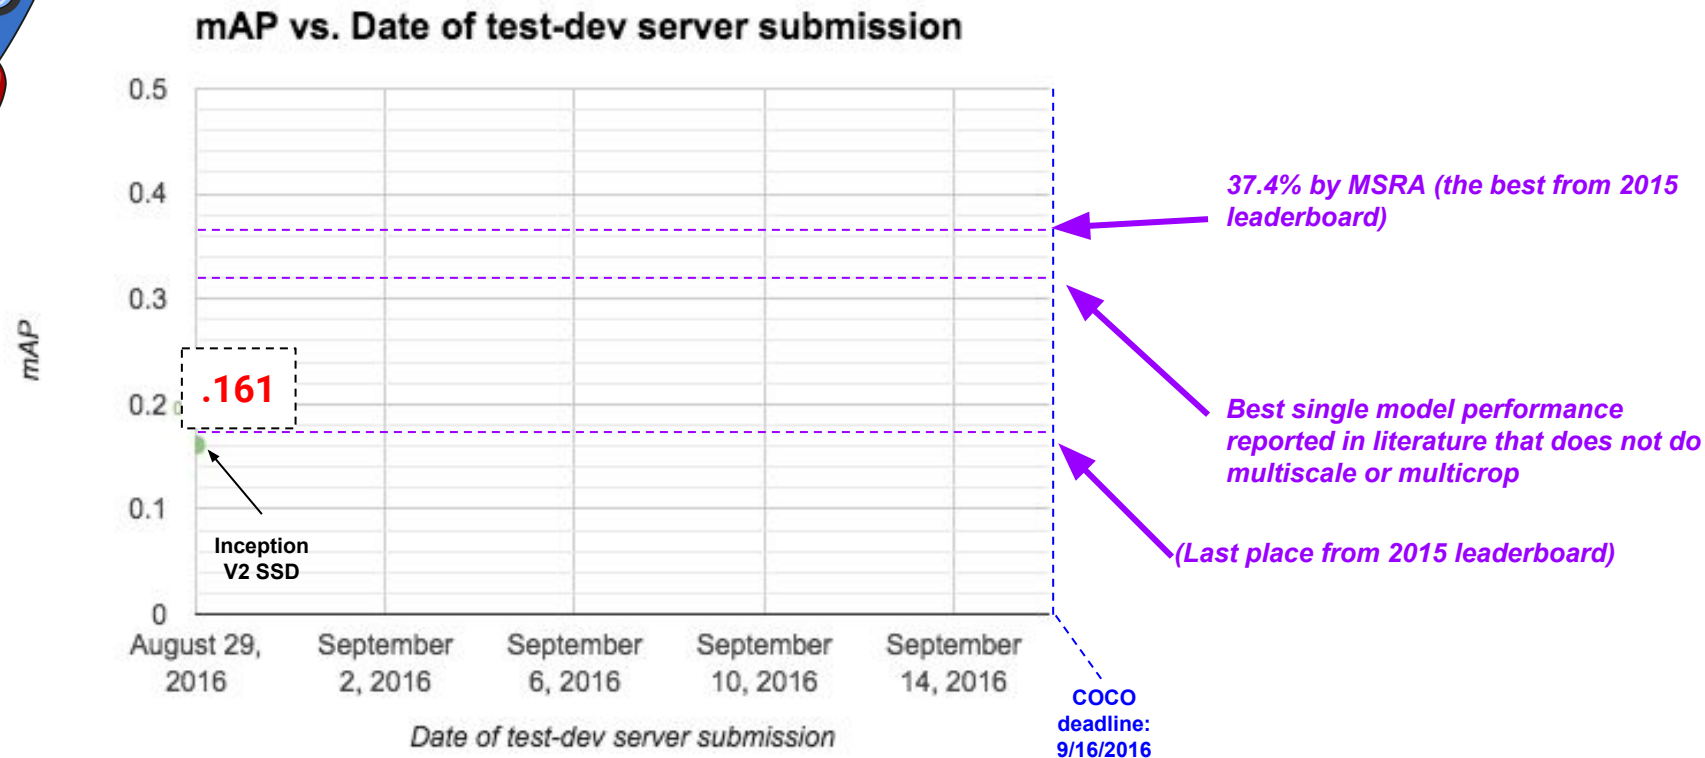 mAP vs. Date of test-dev server submission
0.5
0.4
0.3
0.2
0.1
0
mAP
.161
Inception
V2 SSD
August 29,
2016
September
2, 2016
September
6, 2016
September
10, 2016
September
14, 2016
Date of test-dev server submission
COCO
deadline:
9/16/2016
37.4% by MSRA (the best from 2015
leaderboard)
Best single model performance
reported in literature that does not do
multiscale or multicrop
(Last place from 2015 leaderboard)